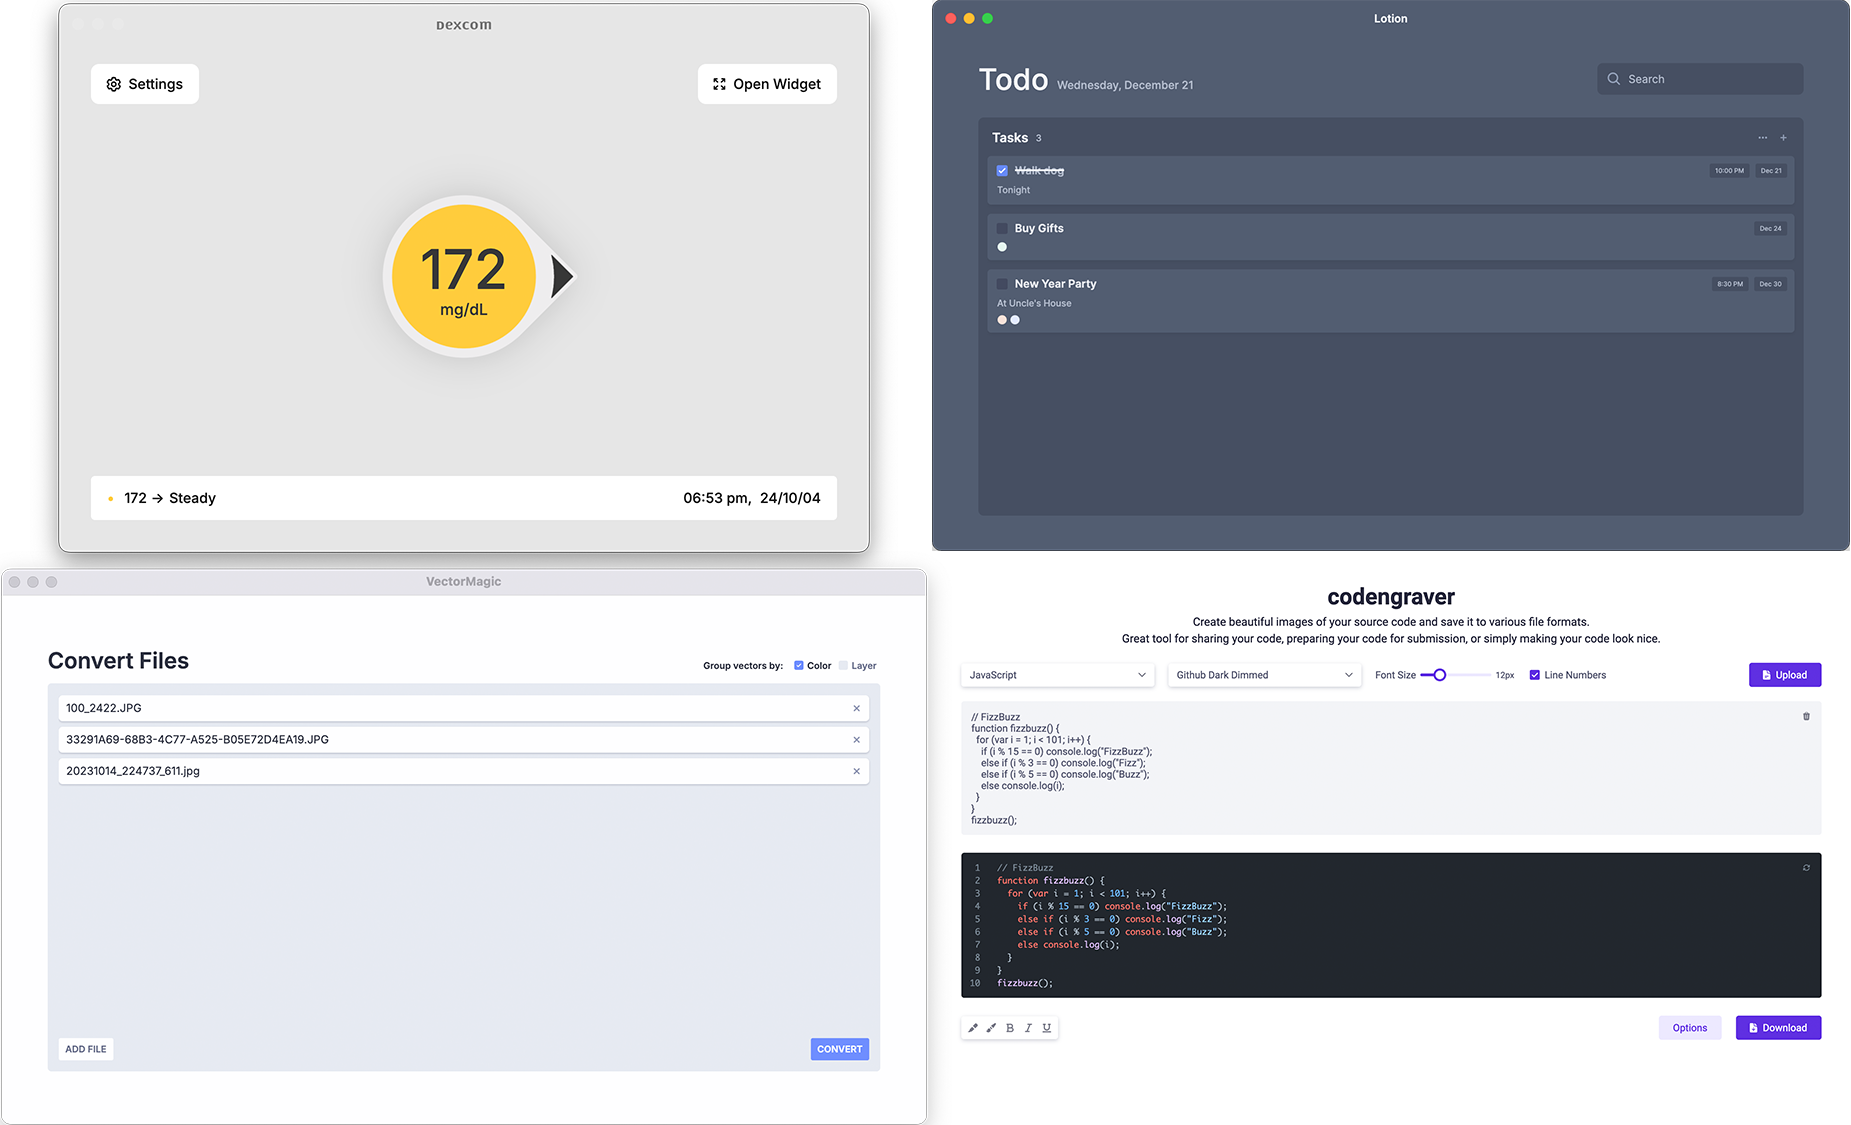 Dexcom
Settings
Open Widget
172
mg/dL
172 → Steady
06:53 pm, 24/10/04
Lotion
Todo Wednesday, December 21
Search
Tasks 3
Walk dog
10:00 PM Dec 21
Tonight
Buy Gifts
Dec 24
New Year Party
8:30 PM Dec 30
At Uncle's House
VectorMagic
Convert Files
Group vectors by: Color Layer
100_2422.JPG
33291A69-68B3-4C77-A525-B05E72D4EA19.JPG
20231014_224737_611.jpg
ADD FILE
CONVERT
codengraver
Create beautiful images of your source code and save it to various file formats.
Great tool for sharing your code, preparing your code for submission, or simply making your code look nice.
JavaScript
Github Dark Dimmed
Font Size 12px
Line Numbers
Upload
// FizzBuzz
function fizzbuzz() {
for (var i = 1; i < 101; i++) {
if (i % 15 == 0) console.log("FizzBuzz");
else if (i % 3 == 0) console.log("Fizz");
else if (i % 5 == 0) console.log("Buzz");
else console.log(i);
}
}
fizzbuzz();
1 // FizzBuzz
2 function fizzbuzz() {
3 for (var i = 1; i < 101; i++) {
4 if (i % 15 == 0) console.log("FizzBuzz");
5 else if (i % 3 == 0) console.log("Fizz");
6 else if (i % 5 == 0) console.log("Buzz");
7 else console.log(i);
8 }
9 }
10 fizzbuzz();
B I U
Options
Download